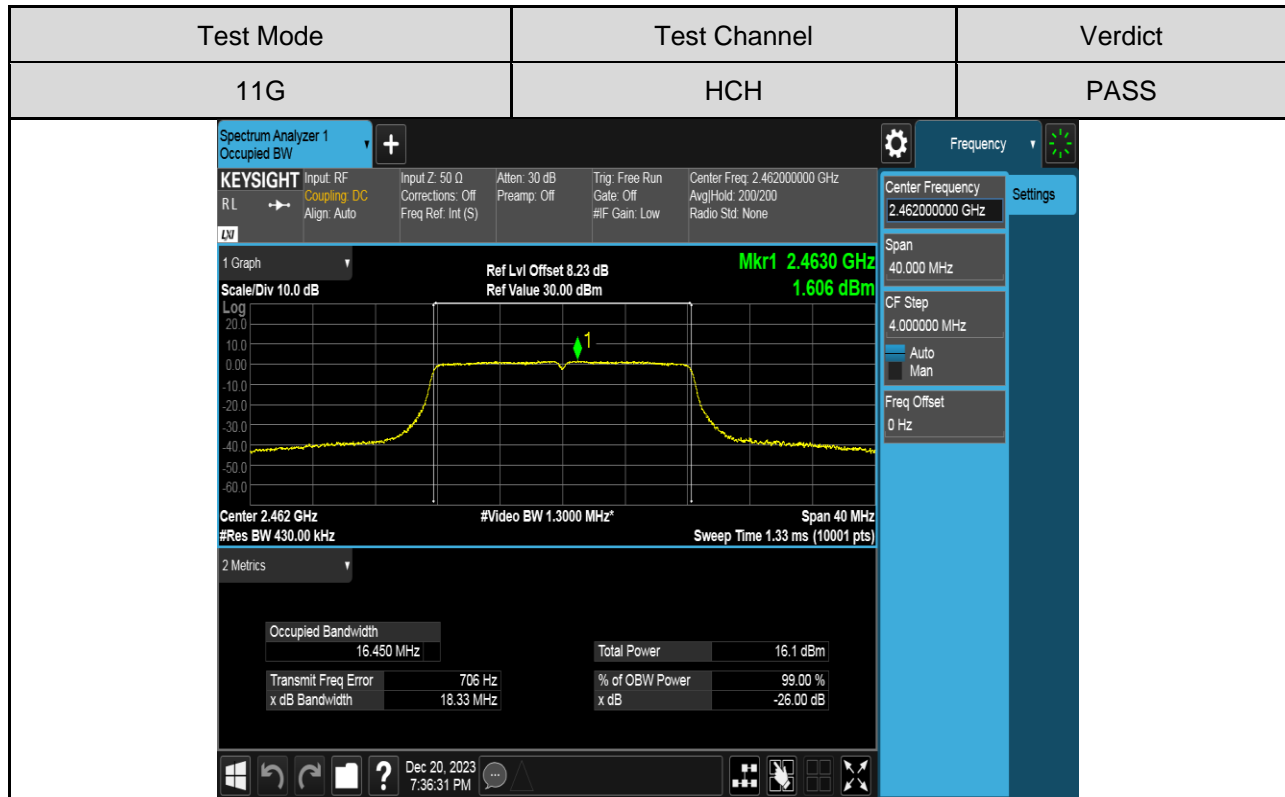 Test Mode Test Channel Verdict
11G HCH PASS
Spectrum Analyzer 1
Occupied BW
+
Frequency
KEYSIGHT
RL
LXI
Input: RF
Coupling: DC
Align: Auto
Input Z: 50 Ω
Corrections: Off
Freq Ref: Int (S)
Atten: 30 dB
Preamp: Off
Trig: Free Run
Gate: Off
#IF Gain: Low
Center Freq: 2.462000000 GHz
Avg|Hold: 200/200
Radio Std: None
Center Frequency
2.462000000 GHz
Settings
Span
40.000 MHz
CF Step
4.000000 MHz
Auto
Man
Freq Offset
0 Hz
1 Graph
Scale/Div 10.0 dB
Ref Lvl Offset 8.23 dB
Ref Value 30.00 dBm
Mkr1 2.4630 GHz
1.606 dBm
Log
20.0
10.0
0.00
-10.0
-20.0
-30.0
-40.0
-50.0
-60.0
1
Center 2.462 GHz #Video BW 1.3000 MHz* Span 40 MHz
#Res BW 430.00 kHz Sweep Time 1.33 ms (10001 pts)
2 Metrics
Occupied Bandwidth
16.450 MHz
Total Power 16.1 dBm
Transmit Freq Error 706 Hz % of OBW Power 99.00 %
x dB Bandwidth 18.33 MHz x dB -26.00 dB
?
Dec 20, 2023
7:36:31 PM